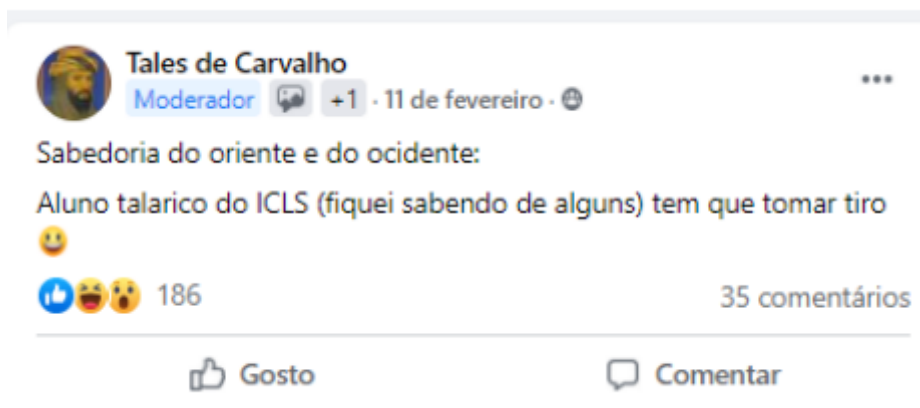 Tales de Carvalho
Moderador +1 · 11 de fevereiro ·
Sabedoria do oriente e do ocidente:
Aluno talarico do ICLS (fiquei sabendo de alguns) tem que tomar tiro
186 35 comentários
Gosto Comentar